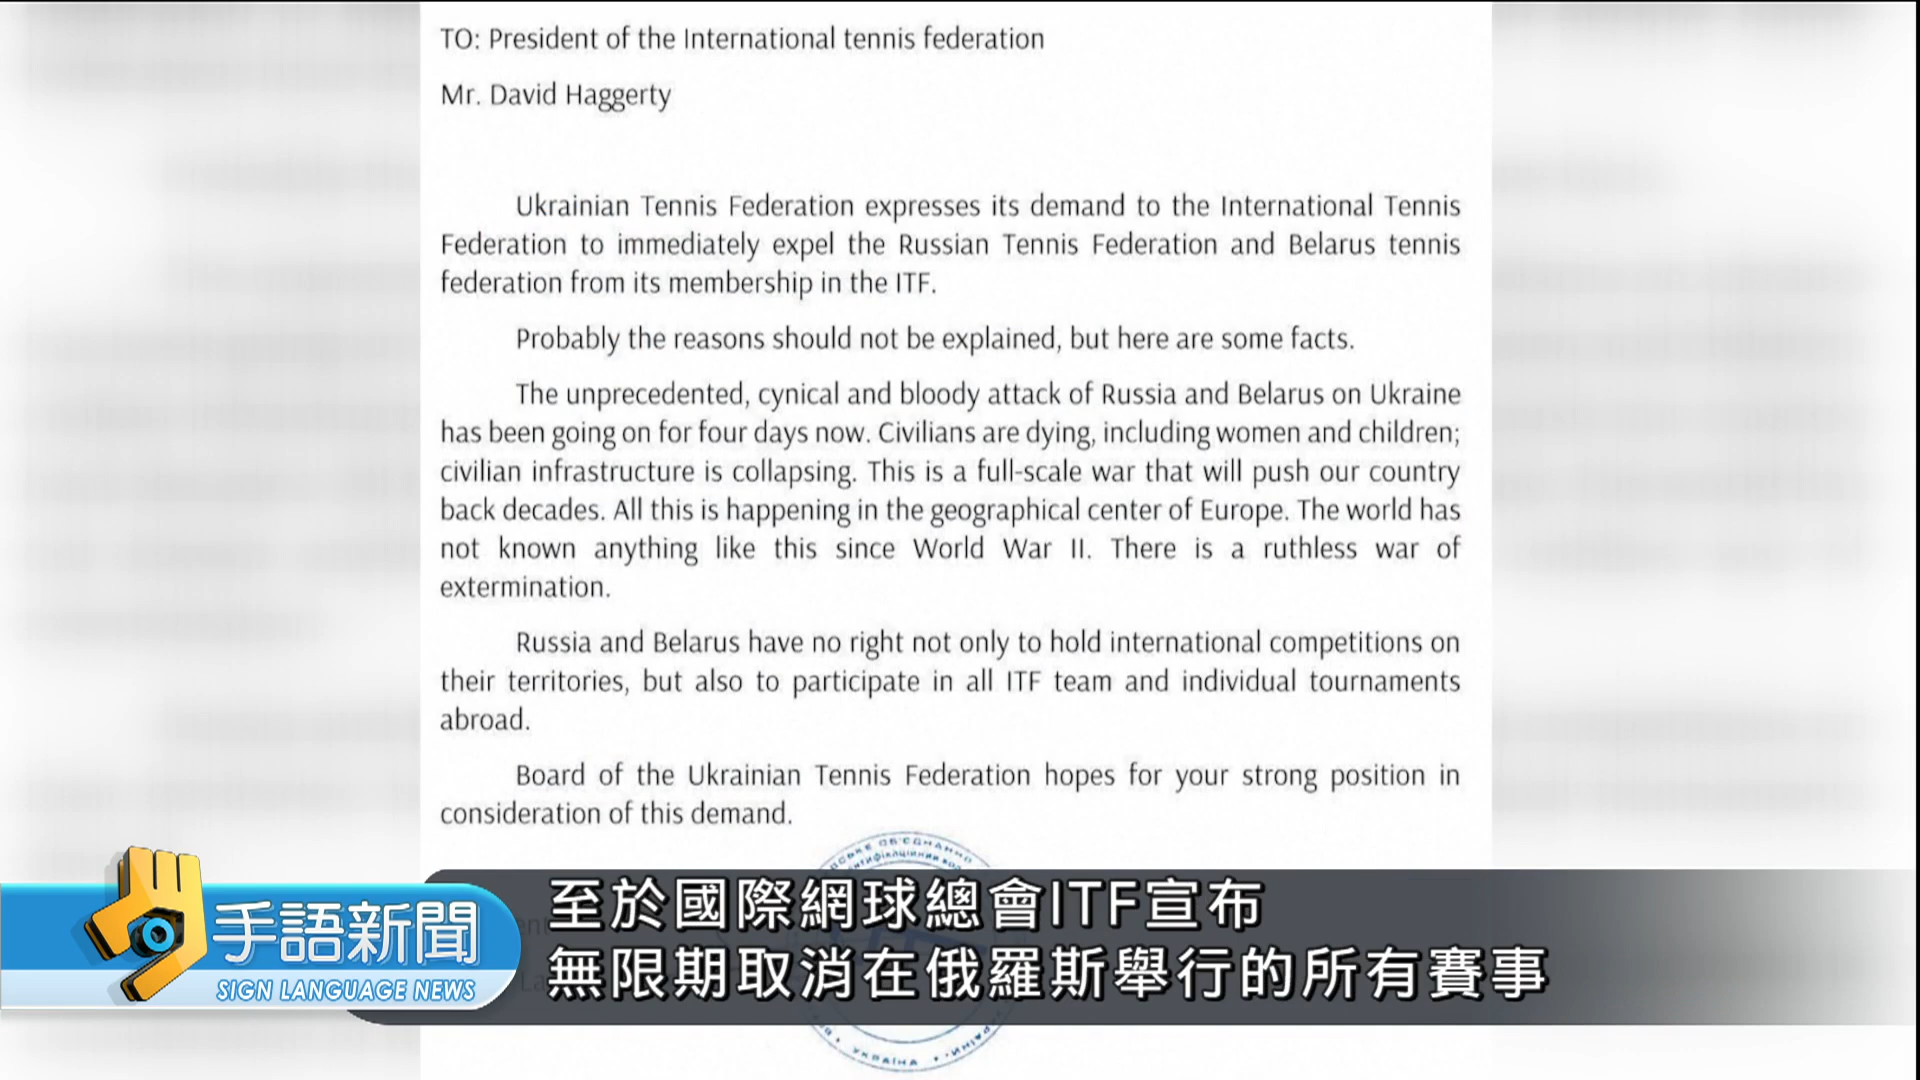 TO: President of the International tennis federation
Mr. David Haggerty
Ukrainian Tennis Federation expresses its demand to the International Tennis
Federation to immediately expel the Russian Tennis Federation and Belarus tennis
federation from its membership in the ITF.
Probably the reasons should not be explained, but here are some facts.
The unprecedented, cynical and bloody attack of Russia and Belarus on Ukraine
has been going on for four days now. Civilians are dying, including women and children;
civilian infrastructure is collapsing. This is a full-scale war that will push our country
back decades. All this is happening in the geographical center of Europe. The world has
not known anything like this since World War II. There is a ruthless war of
extermination.
Russia and Belarus have no right not only to hold international competitions on
their territories, but also to participate in all ITF team and individual tournaments
abroad.
Board of the Ukrainian Tennis Federation hopes for your strong position in
consideration of this demand.
手語新聞
SIGN LANGUAGE NEWS
至於國際網球總會ITF宣布
無限期取消在俄羅斯舉行的所有賽事
УКРАЇНА